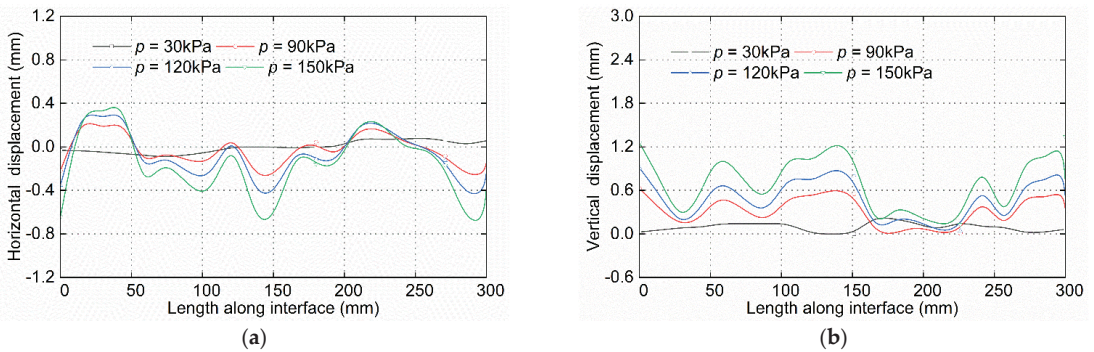 1.2
0.8
0.4
0.0
-0.4
-0.8
-1.2
Horizontal displacement (mm)
p = 30kPa p = 90kPa
p = 120kPa p = 150kPa
0 50 100 150 200 250 300
Length along interface (mm)
(a)
3.0
2.4
1.8
1.2
0.6
0.0
-0.6
Vertical displacement (mm)
p = 30kPa p = 90kPa
p = 120kPa p = 150kPa
0 50 100 150 200 250 300
Length along interface (mm)
(b)